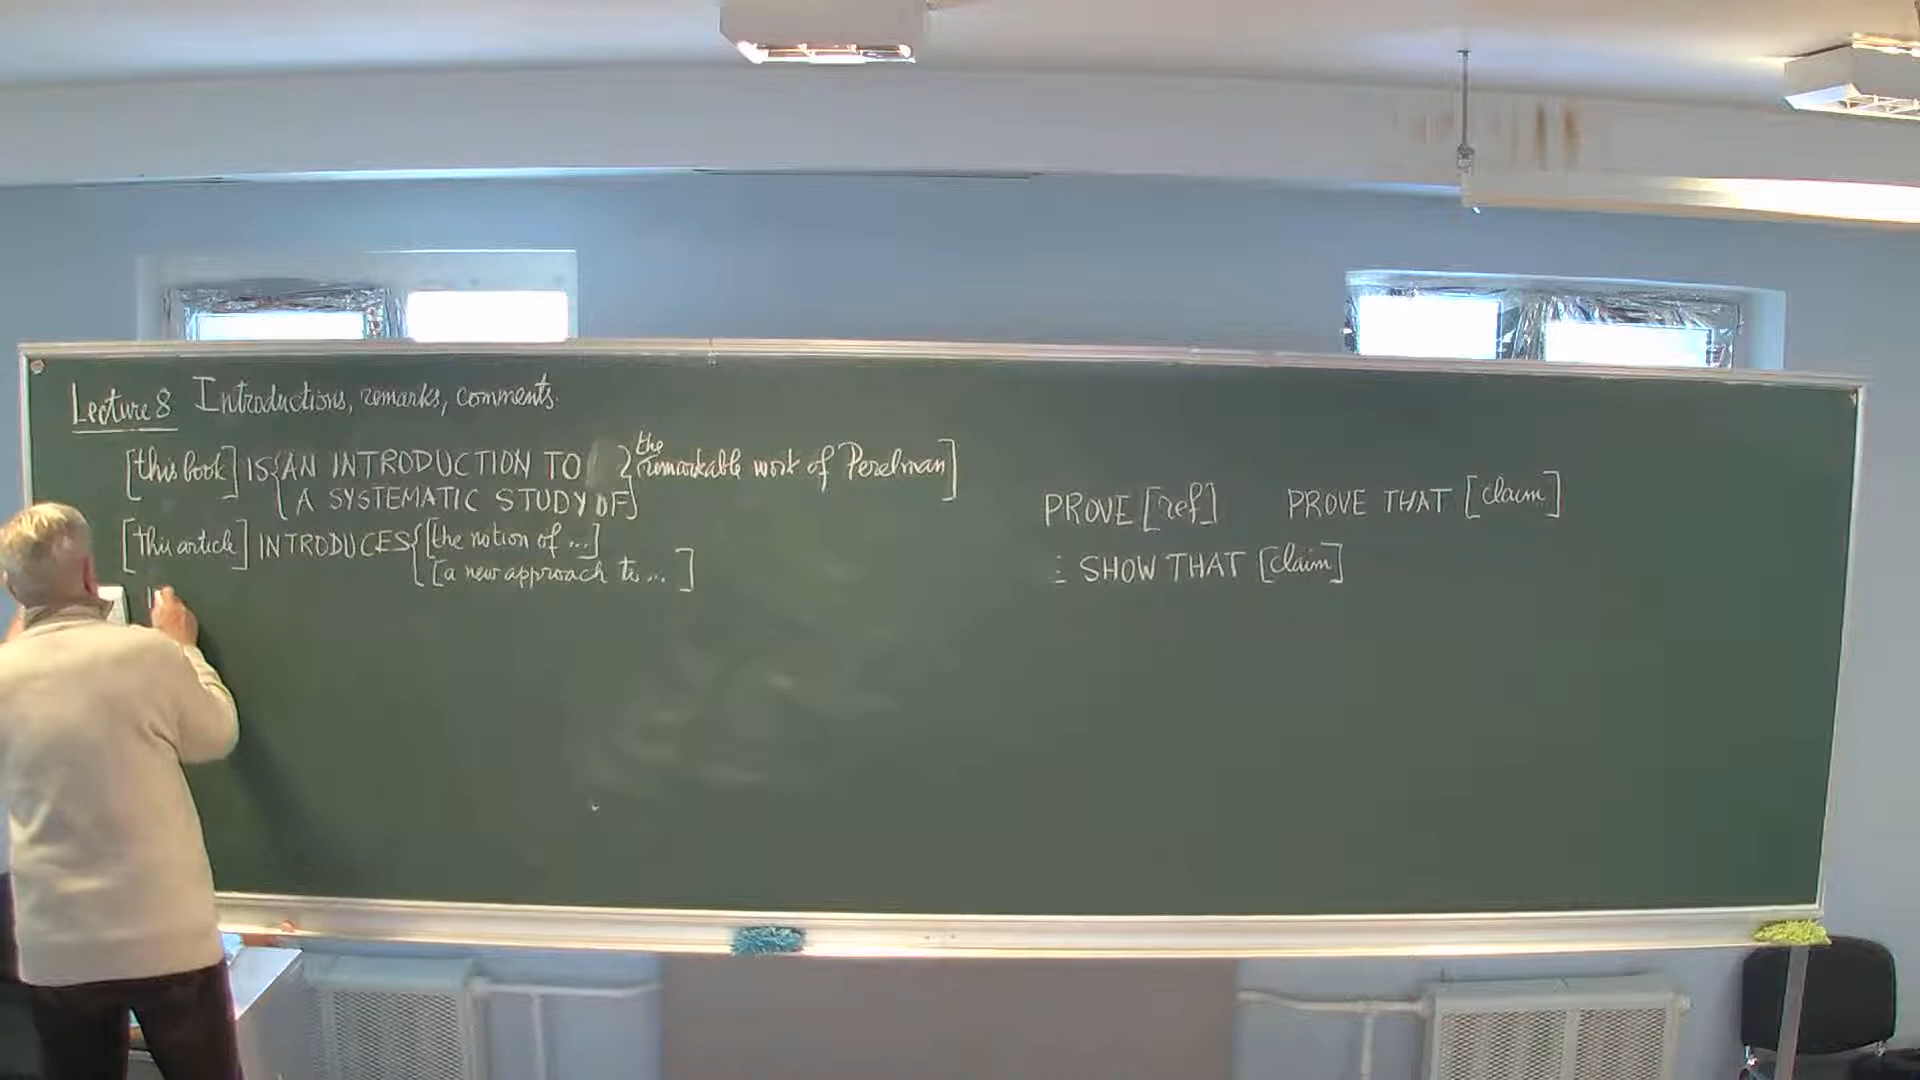 Lecture 8 Introductions, remarks, comments.
[this book] IS { AN INTRODUCTION TO } the remarkable work of Perelman]
{ A SYSTEMATIC STUDY OF }
[This article] INTRODUCES { [the notion of ...]
{ [a new approach to ... ]
PROVE [ref] PROVE THAT [claim]
SHOW THAT [claim]